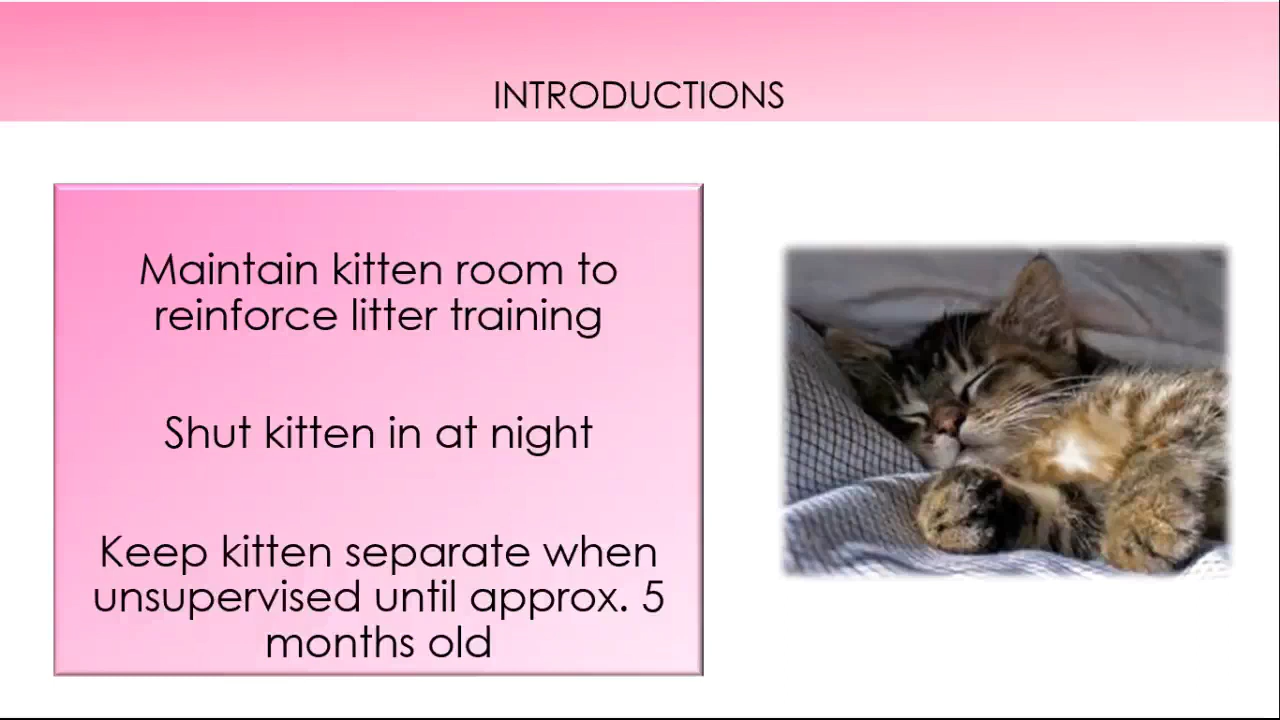 INTRODUCTIONS
Maintain kitten room to
reinforce litter training
Shut kitten in at night
Keep kitten separate when
unsupervised until approx. 5
months old